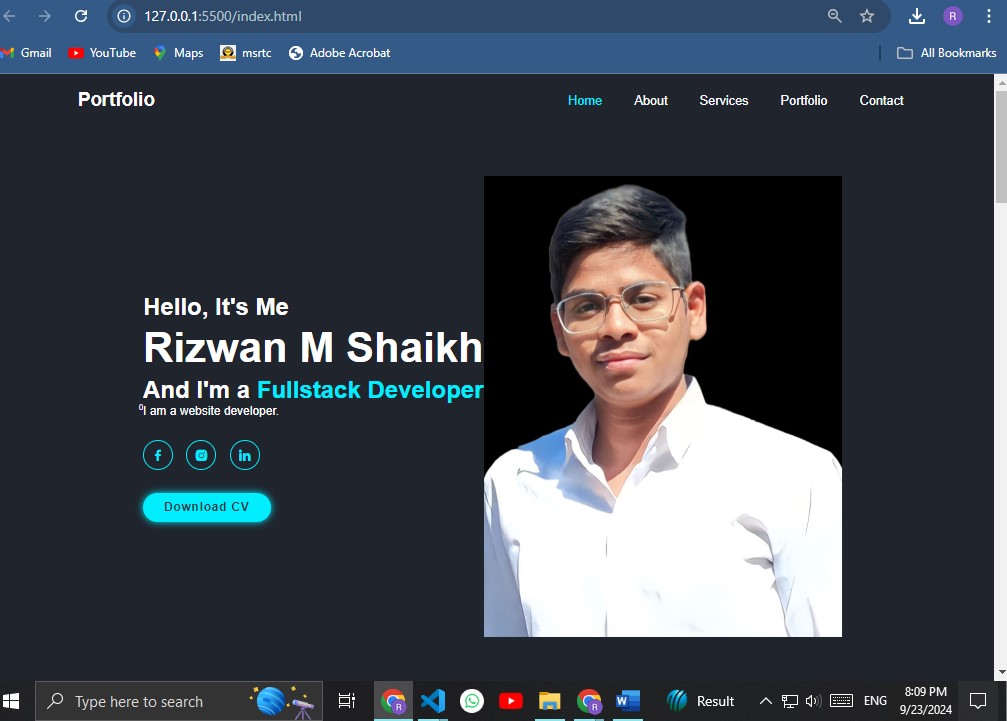 127.0.0.1:5500/index.html
R
Gmail YouTube Maps msrtc Adobe Acrobat All Bookmarks
Portfolio Home About Services Portfolio Contact
Hello, It's Me
Rizwan M Shaikh
And I'm a Fullstack Developer
0I am a website developer.
Download CV
Type here to search R R Result ENG
8:09 PM
9/23/2024